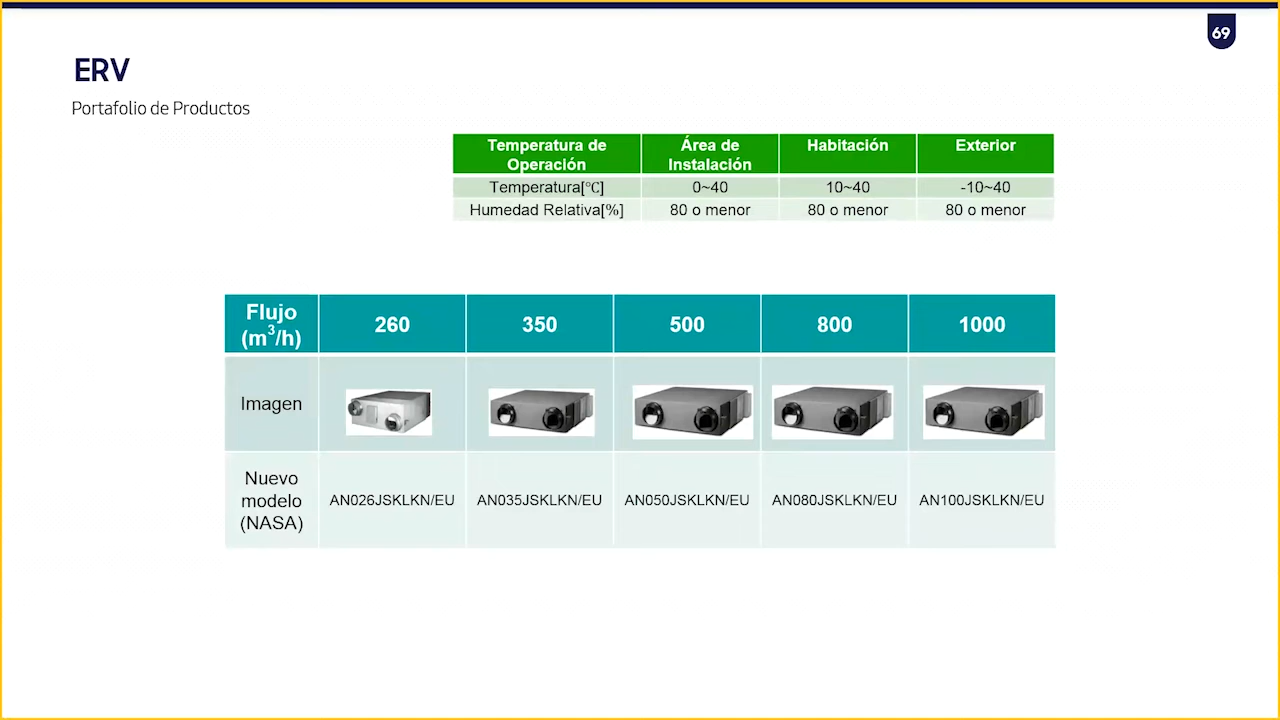 69
ERV
Portafolio de Productos
Temperatura de Operación Área de Instalación Habitación Exterior
Temperatura[℃] 0~40 10~40 -10~40
Humedad Relativa[%] 80 o menor 80 o menor 80 o menor
Flujo (m³/h) 260 350 500 800 1000
Imagen
Nuevo modelo (NASA) AN026JSKLKN/EU AN035JSKLKN/EU AN050JSKLKN/EU AN080JSKLKN/EU AN100JSKLKN/EU